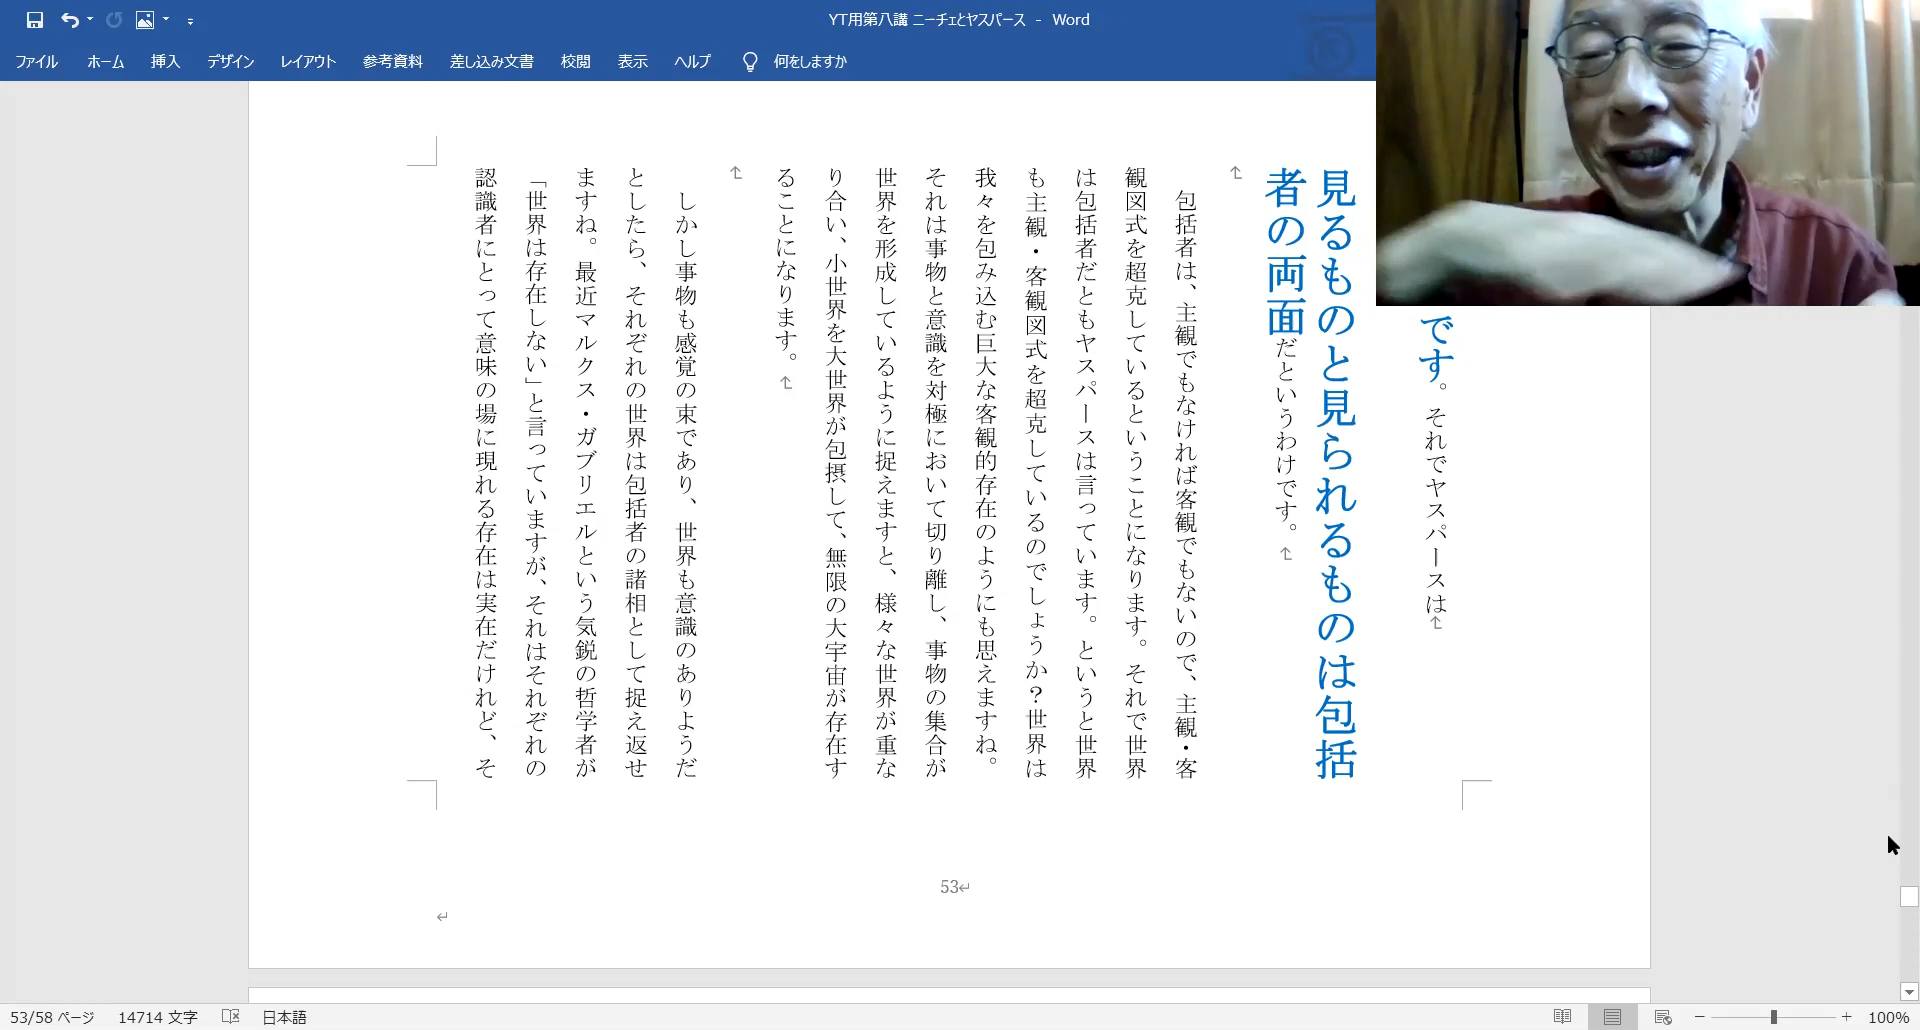 YT用第八講 ニーチェとヤスパース - Word
ファイル ホーム 挿入 デザイン レイアウト 参考資料 差し込み文書 校閲 表示 ヘルプ 何をしますか
です。それでヤスパースは
見るものと見られるものは包括
者の両面だというわけです。
包括者は、主観でもなければ客観でもないので、主観・客
観図式を超克しているということになります。それで世界
は包括者だともヤスパースは言っています。というと世界
も主観・客観図式を超克しているのでしょうか?世界は
我々を包み込む巨大な客観的存在のようにも思えますね。
それは事物と意識を対極において切り離し、事物の集合が
世界を形成しているように捉えますと、様々な世界が重な
り合い、小世界を大世界が包摂して、無限の大宇宙が存在す
ることになります。
しかし事物も感覚の束であり、世界も意識のありようだ
としたら、それぞれの世界は包括者の諸相として捉え返せ
ますね。最近マルクス・ガブリエルという気鋭の哲学者が
「世界は存在しない」と言っていますが、それはそれぞれの
認識者にとって意味の場に現れる存在は実在だけれど、そ
53
53/58 ページ 14714 文字 日本語 100%